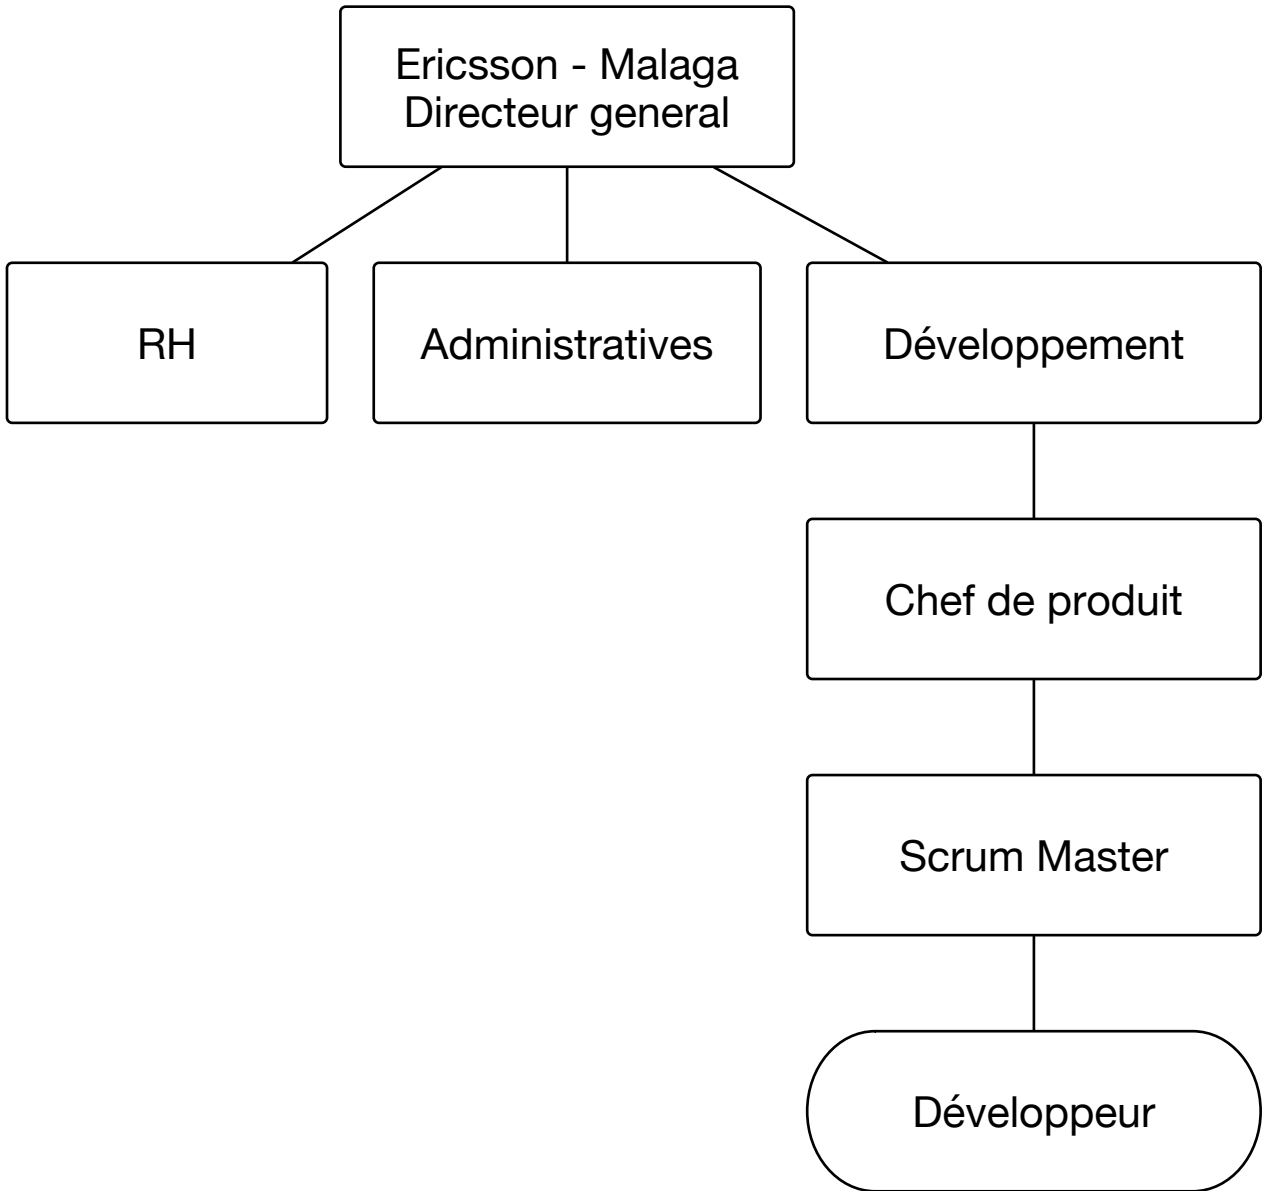 Ericsson - Malaga
Directeur general
RH
Administratives
Développement
Chef de produit
Scrum Master
Développeur